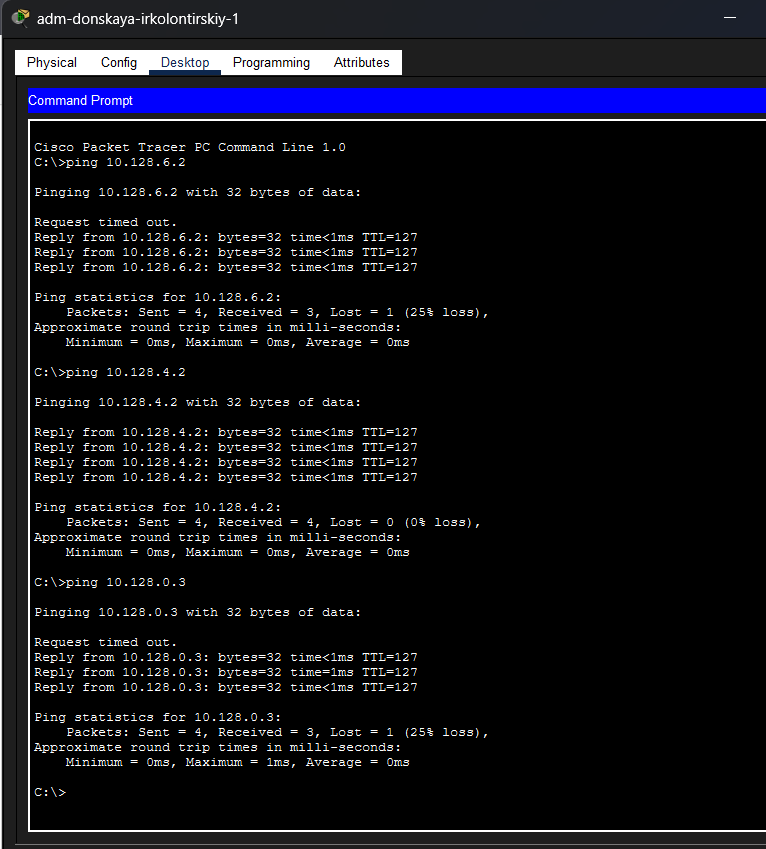 adm-donskaya-irkolontirskiy-1
Physical Config Desktop Programming Attributes
Command Prompt
Cisco Packet Tracer PC Command Line 1.0
C:\>ping 10.128.6.2
Pinging 10.128.6.2 with 32 bytes of data:
Request timed out.
Reply from 10.128.6.2: bytes=32 time<1ms TTL=127
Reply from 10.128.6.2: bytes=32 time<1ms TTL=127
Reply from 10.128.6.2: bytes=32 time<1ms TTL=127
Ping statistics for 10.128.6.2:
    Packets: Sent = 4, Received = 3, Lost = 1 (25% loss),
Approximate round trip times in milli-seconds:
    Minimum = 0ms, Maximum = 0ms, Average = 0ms
C:\>ping 10.128.4.2
Pinging 10.128.4.2 with 32 bytes of data:
Reply from 10.128.4.2: bytes=32 time<1ms TTL=127
Reply from 10.128.4.2: bytes=32 time<1ms TTL=127
Reply from 10.128.4.2: bytes=32 time<1ms TTL=127
Reply from 10.128.4.2: bytes=32 time<1ms TTL=127
Ping statistics for 10.128.4.2:
    Packets: Sent = 4, Received = 4, Lost = 0 (0% loss),
Approximate round trip times in milli-seconds:
    Minimum = 0ms, Maximum = 0ms, Average = 0ms
C:\>ping 10.128.0.3
Pinging 10.128.0.3 with 32 bytes of data:
Request timed out.
Reply from 10.128.0.3: bytes=32 time<1ms TTL=127
Reply from 10.128.0.3: bytes=32 time=1ms TTL=127
Reply from 10.128.0.3: bytes=32 time<1ms TTL=127
Ping statistics for 10.128.0.3:
    Packets: Sent = 4, Received = 3, Lost = 1 (25% loss),
Approximate round trip times in milli-seconds:
    Minimum = 0ms, Maximum = 1ms, Average = 0ms
C:\>